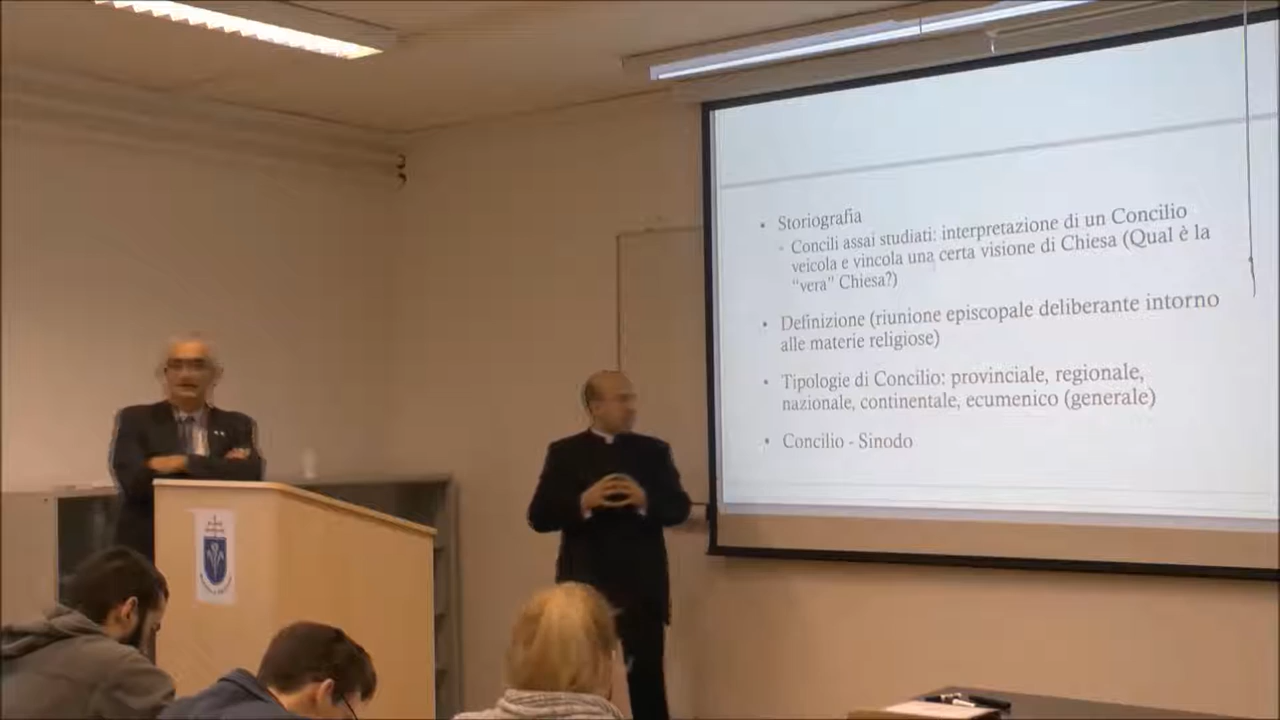 • Storiografia
- Concili assai studiati: interpretazione di un Concilio
veicola e vincola una certa visione di Chiesa (Qual è la
“vera” Chiesa?)
• Definizione (riunione episcopale deliberante intorno
alle materie religiose)
• Tipologie di Concilio: provinciale, regionale,
nazionale, continentale, ecumenico (generale)
• Concilio - Sinodo